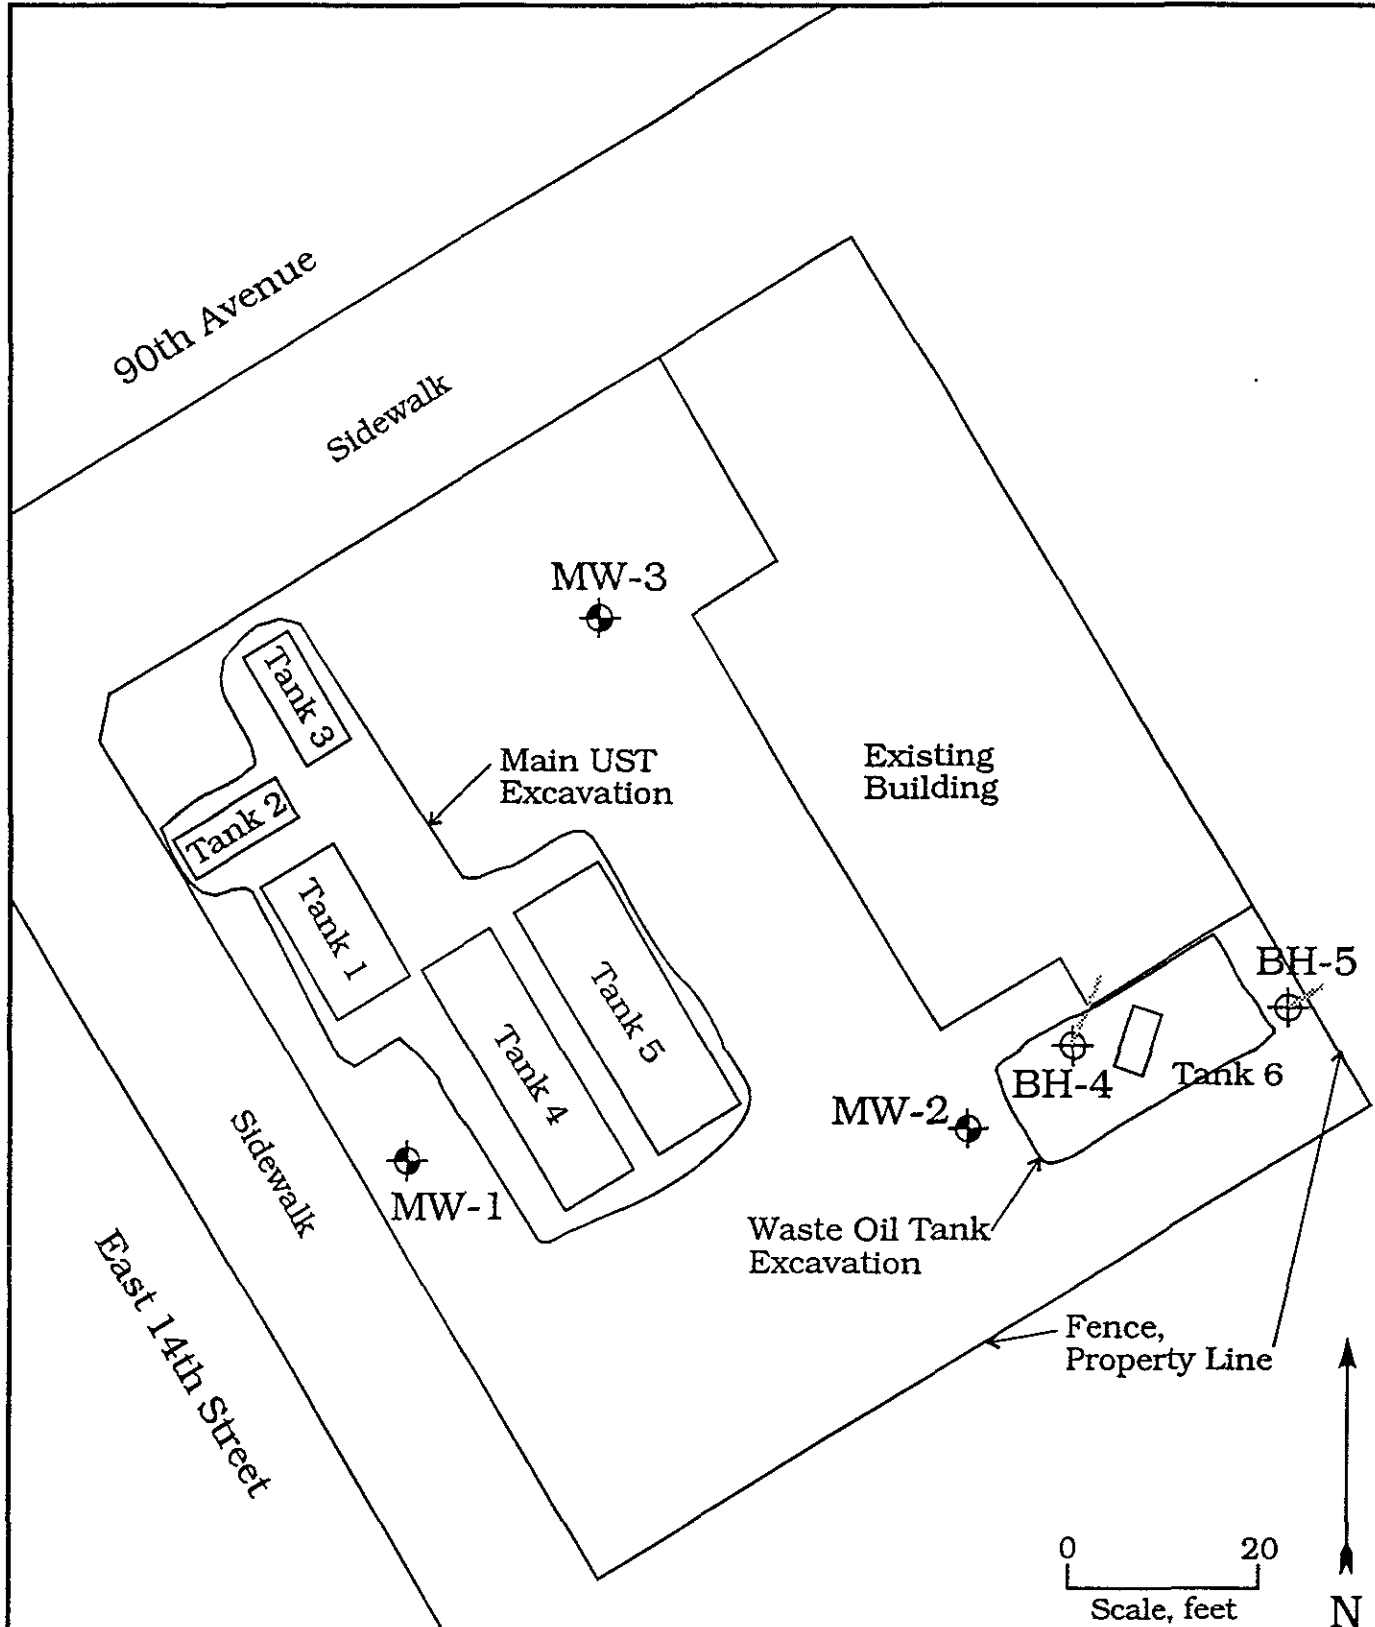 90th Avenue
Sidewalk
MW-3
Tank 3
Main UST
Excavation
Existing
Building
Tank 2
Tank 1
Tank 5
Tank 4
BH-5
BH-4
Tank 6
MW-2
MW-1
Sidewalk
East 14th Street
Waste Oil Tank
Excavation
Fence,
Property Line
0 20
Scale, feet
N